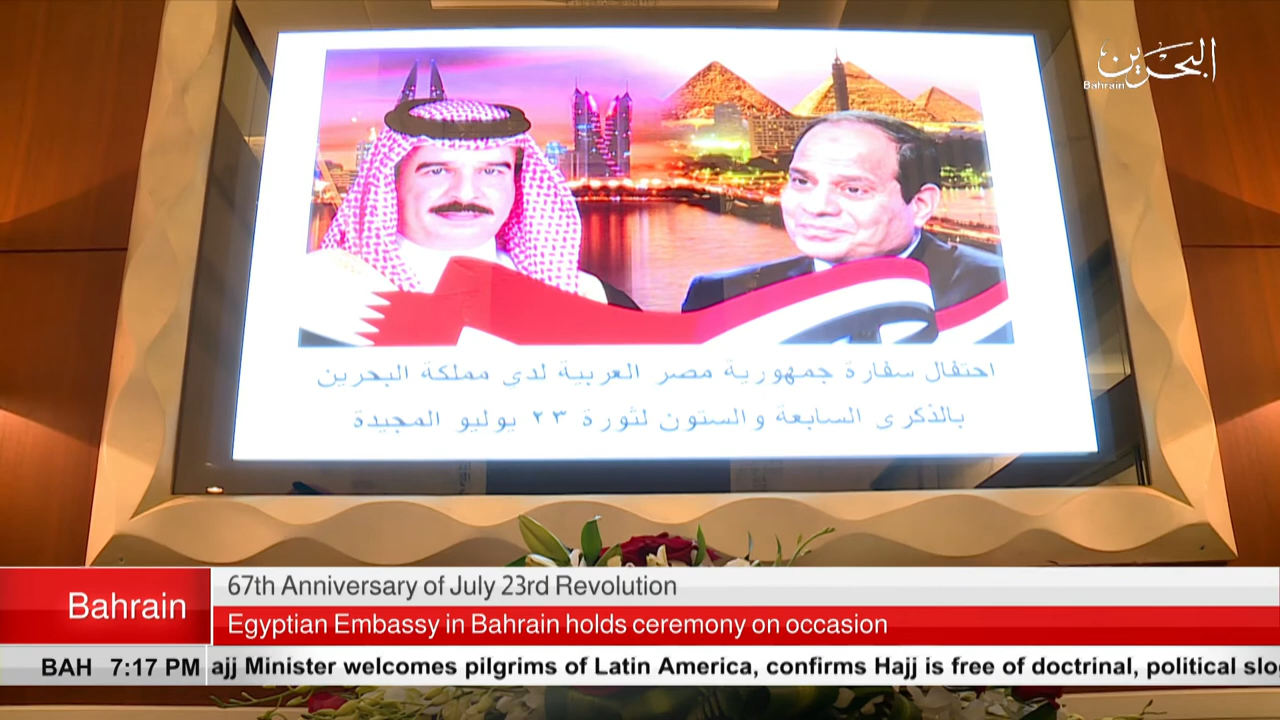 البحرين
Bahrain
احتفال سفارة جمهورية مصر العربية لدى مملكة البحرين
بالذكرى السابعة والستون لثورة ٢٣ يوليو المجيدة
67th Anniversary of July 23rd Revolution
Bahrain
Egyptian Embassy in Bahrain holds ceremony on occasion
BAH 7:17 PM ajj Minister welcomes pilgrims of Latin America, confirms Hajj is free of doctrinal, political slo